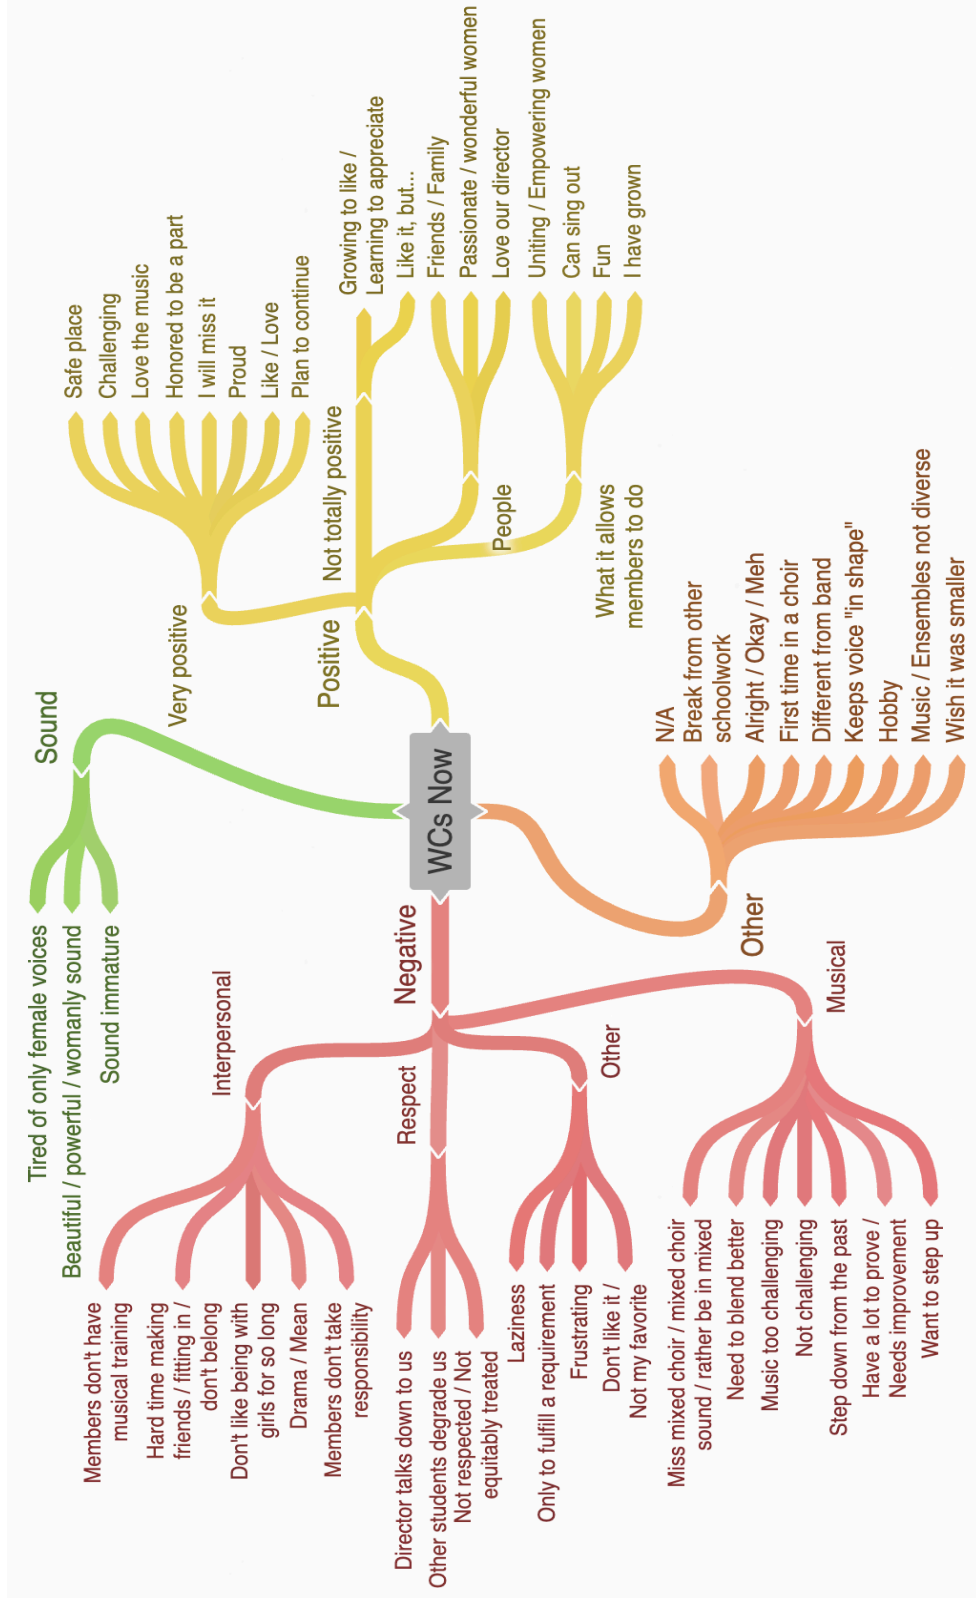 WCs Now
Sound
Tired of only female voices
Beautiful / powerful / womanly sound
Sound immature
Positive
Very positive
Safe place
Challenging
Love the music
Honored to be a part
I will miss it
Proud
Like / Love
Plan to continue
Not totally positive
Growing to like /
Learning to appreciate
Like it, but...
People
Friends / Family
Passionate / wonderful women
Love our director
What it allows
members to do
Uniting / Empowering women
Can sing out
Fun
I have grown
Negative
Interpersonal
Members don't have
musical training
Hard time making
friends / fitting in /
don't belong
Don't like being with
girls for so long
Drama / Mean
Members don't take
responsibility
Respect
Director talks down to us
Other students degrade us
Not respected / Not
equitably treated
Other
Laziness
Only to fulfill a requirement
Frustrating
Don't like it /
Not my favorite
Musical
Miss mixed choir / mixed choir
sound / rather be in mixed
Need to blend better
Music too challenging
Not challenging
Step down from the past
Have a lot to prove /
Needs improvement
Want to step up
Other
N/A
Break from other
schoolwork
Alright / Okay / Meh
First time in a choir
Different from band
Keeps voice "in shape"
Hobby
Music / Ensembles not diverse
Wish it was smaller